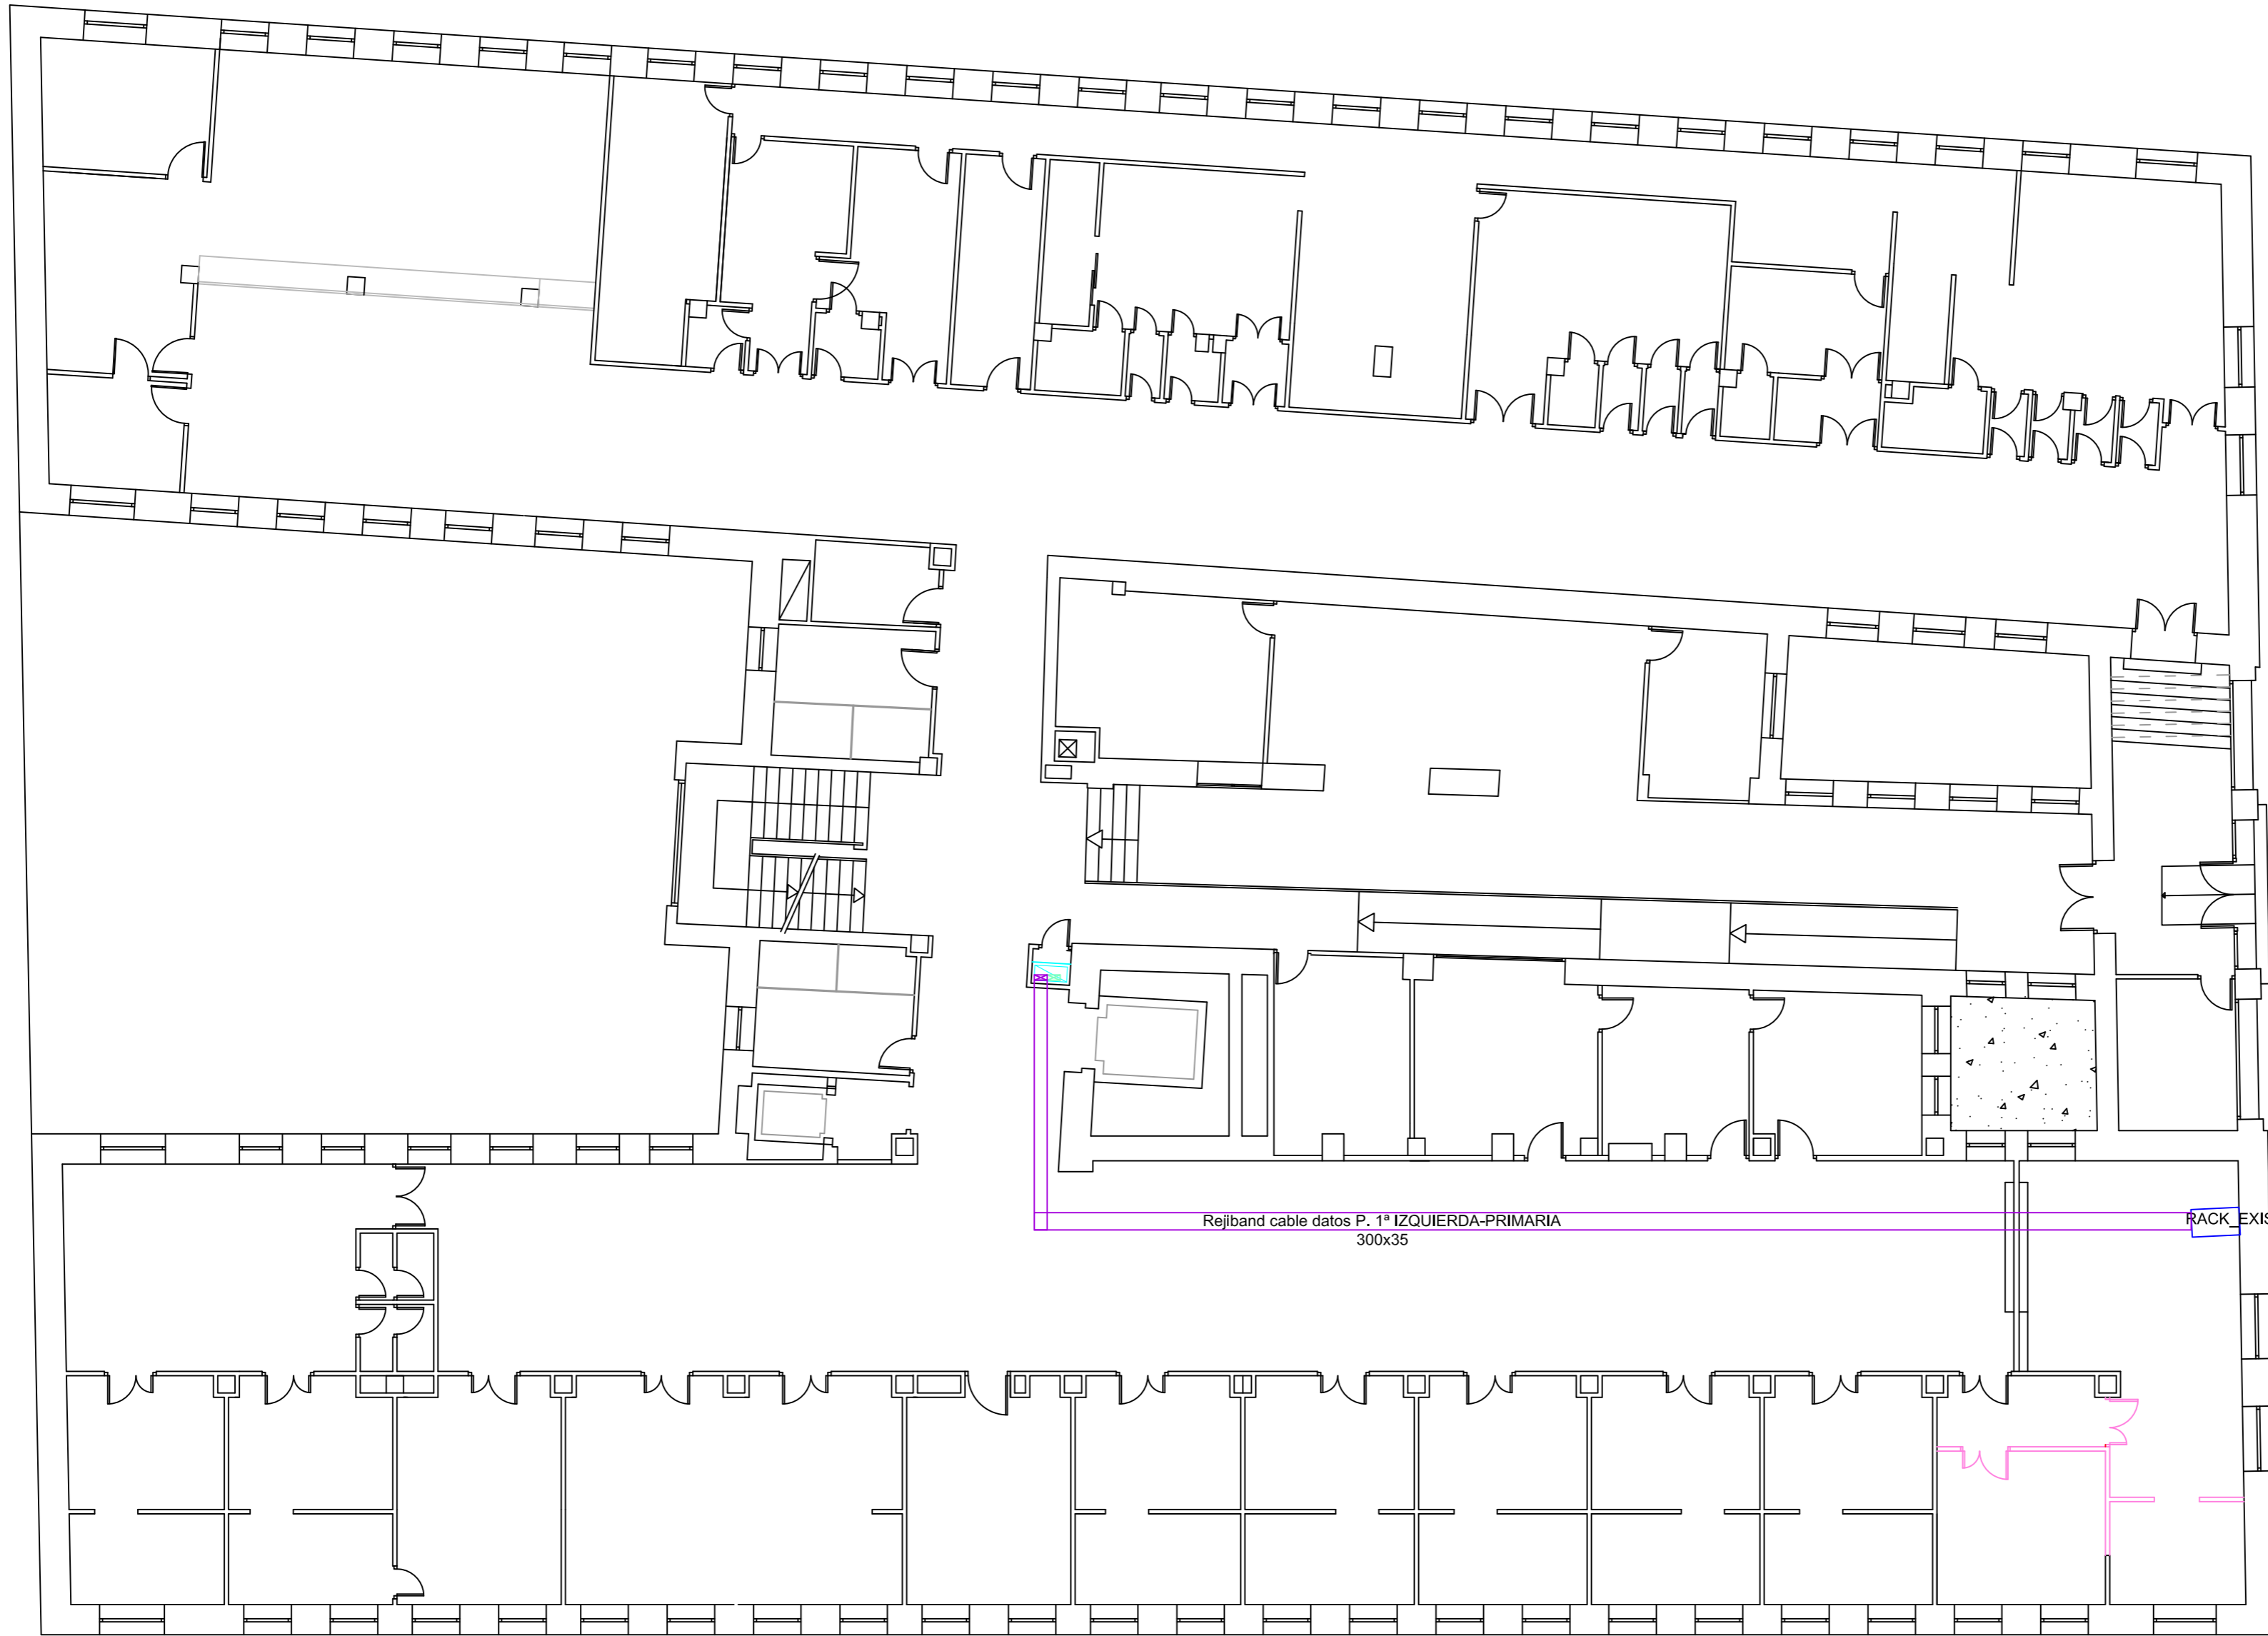 Rejiband cable datos P. 1ª IZQUIERDA-PRIMARIA
300x35
RACK_EXIS